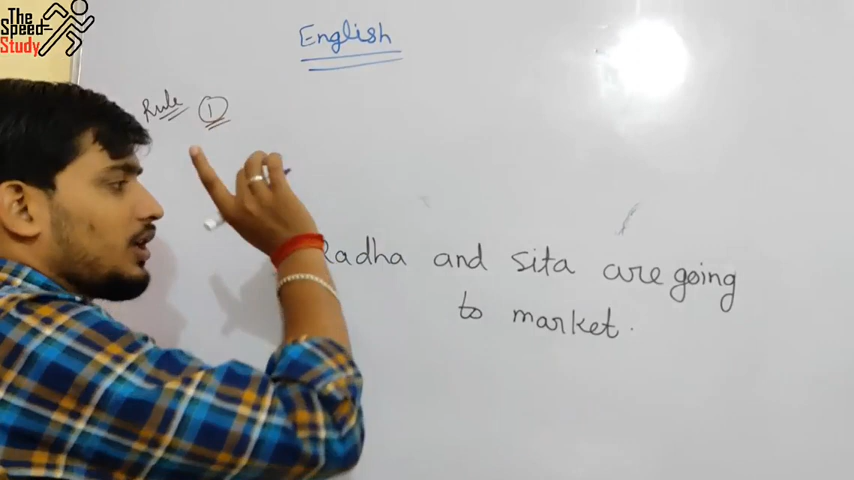 The
Speed
Study
English
Rule ①
Radha and Sita are going
to market.